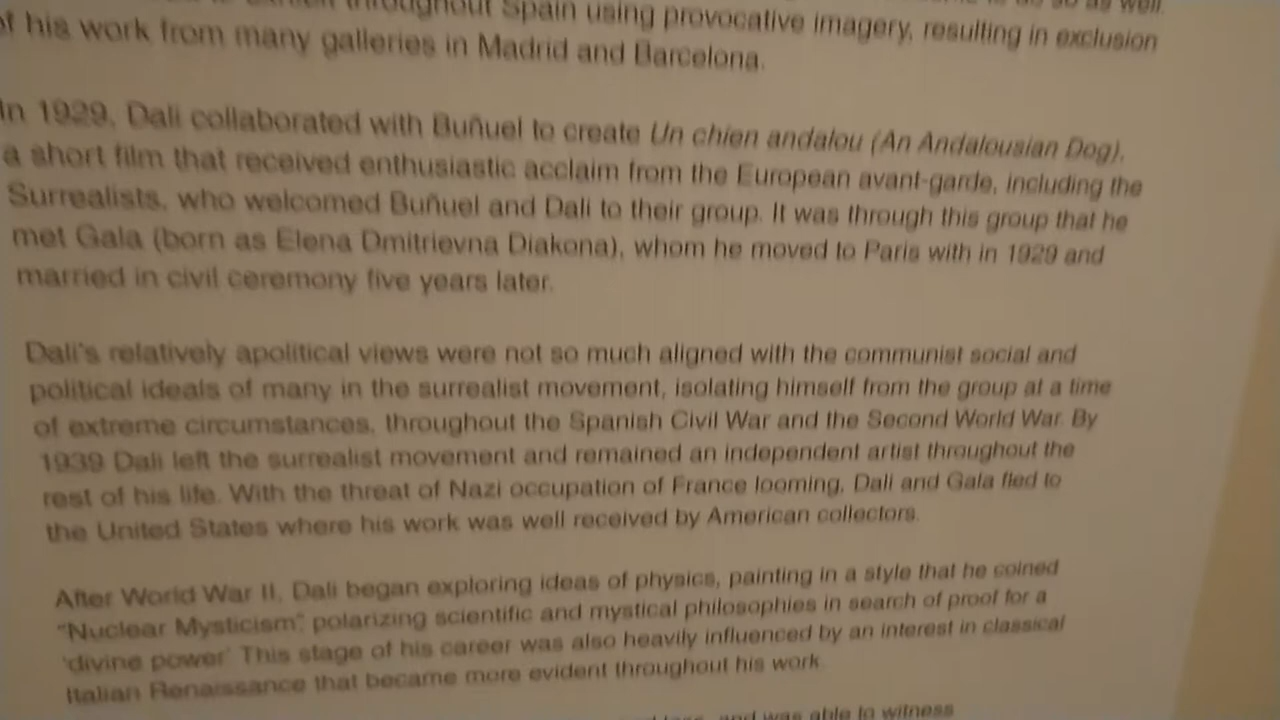 throughout Spain using provocative imagery, resulting in exclusion
of his work from many galleries in Madrid and Barcelona.
In 1929, Dali collaborated with Buñuel to create Un chien andalou (An Andalousian Dog),
a short film that received enthusiastic acclaim from the European avant-garde, including the
Surrealists, who welcomed Buñuel and Dali to their group. It was through this group that he
met Gala (born as Elena Dmitrievna Diakona), whom he moved to Paris with in 1929 and
married in civil ceremony five years later.
Dali's relatively apolitical views were not so much aligned with the communist social and
political ideals of many in the surrealist movement, isolating himself from the group at a time
of extreme circumstances, throughout the Spanish Civil War and the Second World War. By
1939 Dali left the surrealist movement and remained an independent artist throughout the
rest of his life. With the threat of Nazi occupation of France looming, Dali and Gala fled to
the United States where his work was well received by American collectors.
After World War II, Dali began exploring ideas of physics, painting in a style that he coined
“Nuclear Mysticism”, polarizing scientific and mystical philosophies in search of proof for a
‘divine power’ This stage of his career was also heavily influenced by an interest in classical
Italian Renaissance that became more evident throughout his work.
and was able to witness